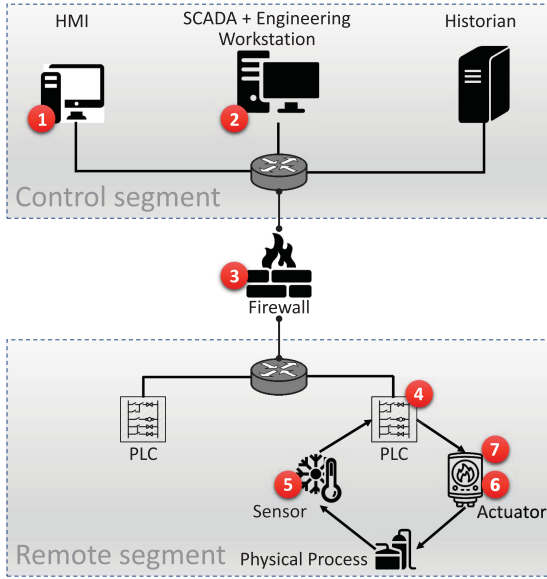 HMI
SCADA + Engineering
Workstation
Historian
1
2
Control segment
3
Firewall
4
PLC
PLC
7
5
6
Sensor
Actuator
Physical Process
Remote segment